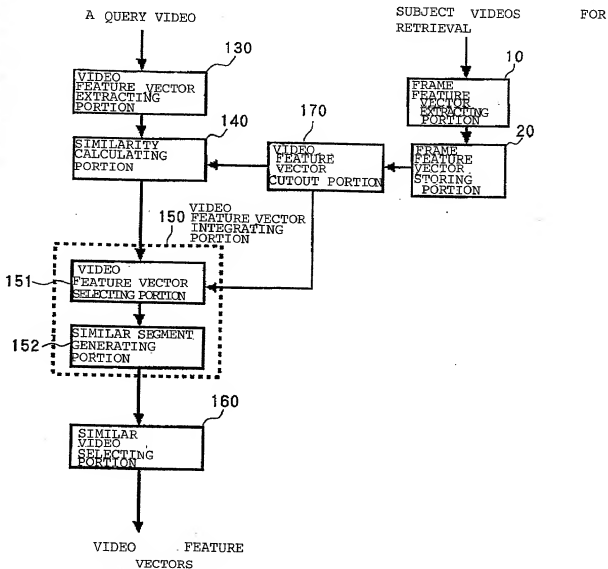 A QUERY VIDEO
SUBJECT VIDEOS FOR
RETRIEVAL
130
VIDEO
FEATURE VECTOR
EXTRACTING
PORTION
10
FRAME
FEATURE
VECTOR
EXTRACTING
PORTION
140
SIMILARITY
CALCULATING
PORTION
170
VIDEO
FEATURE
VECTOR
CUTOUT PORTION
20
FRAME
FEATURE
VECTOR
STORING
PORTION
150
VIDEO
FEATURE VECTOR
INTEGRATING
PORTION
151
VIDEO
FEATURE VECTOR
SELECTING PORTION
152
SIMILAR SEGMENT
GENERATING
PORTION
160
SIMILAR
VIDEO
SELECTING
PORTION
VIDEO FEATURE
VECTORS